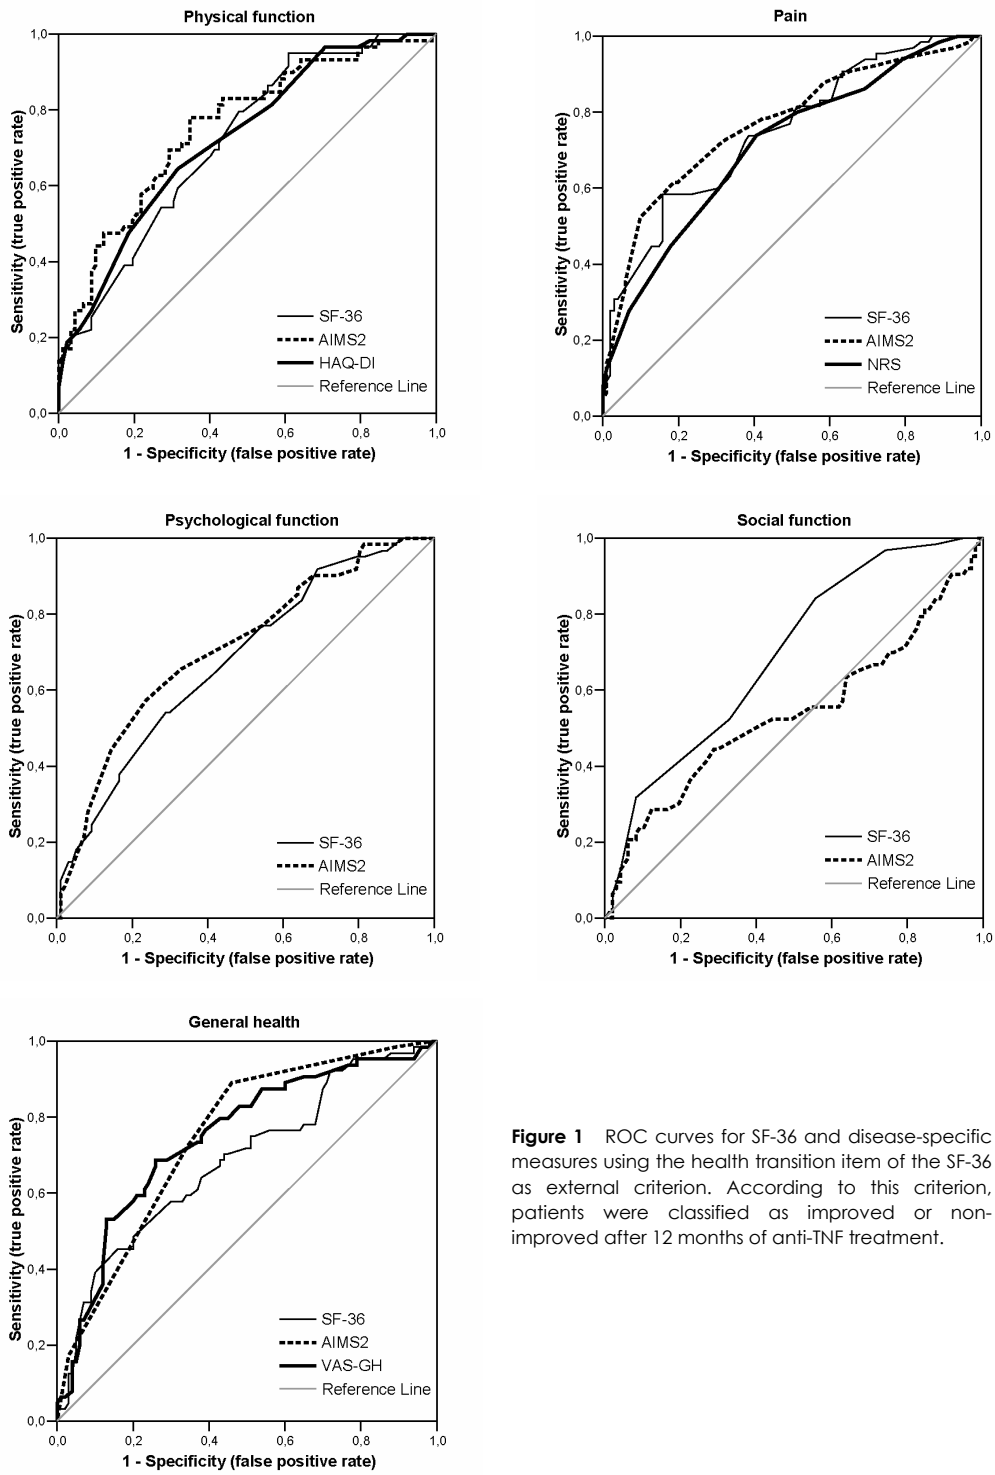 Physical function
1,0
0,8
0,6
0,4
0,2
0,0
Sensitivity (true positive rate)
SF-36
AIMS2
HAQ-DI
Reference Line
0,0 0,2 0,4 0,6 0,8 1,0
1 - Specificity (false positive rate)
Pain
1,0
0,8
0,6
0,4
0,2
0,0
Sensitivity (true positive rate)
SF-36
AIMS2
NRS
Reference Line
0,0 0,2 0,4 0,6 0,8 1,0
1 - Specificity (false positive rate)
Psychological function
1,0
0,8
0,6
0,4
0,2
0,0
Sensitivity (true positive rate)
SF-36
AIMS2
Reference Line
0,0 0,2 0,4 0,6 0,8 1,0
1 - Specificity (false positive rate)
Social function
1,0
0,8
0,6
0,4
0,2
0,0
Sensitivity (true positive rate)
SF-36
AIMS2
Reference Line
0,0 0,2 0,4 0,6 0,8 1,0
1 - Specificity (false positive rate)
General health
1,0
0,8
0,6
0,4
0,2
0,0
Sensitivity (true positive rate)
SF-36
AIMS2
VAS-GH
Reference Line
0,0 0,2 0,4 0,6 0,8 1,0
1 - Specificity (false positive rate)
Figure 1 ROC curves for SF-36 and disease-specific
measures using the health transition item of the SF-36
as external criterion. According to this criterion,
patients were classified as improved or non-
improved after 12 months of anti-TNF treatment.